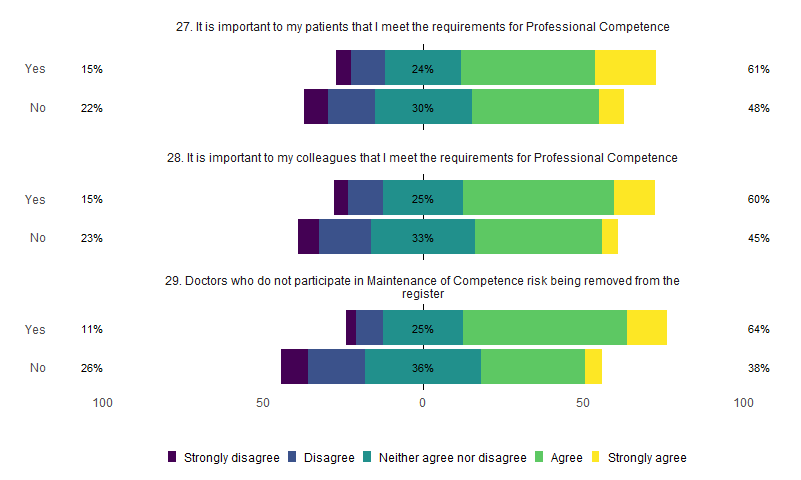 27. It is important to my patients that I meet the requirements for Professional Competence
Yes 15% 24% 61%
No 22% 30% 48%
28. It is important to my colleagues that I meet the requirements for Professional Competence
Yes 15% 25% 60%
No 23% 33% 45%
29. Doctors who do not participate in Maintenance of Competence risk being removed from the
register
Yes 11% 25% 64%
No 26% 36% 38%
100 50 0 50 100
Strongly disagree Disagree Neither agree nor disagree Agree Strongly agree